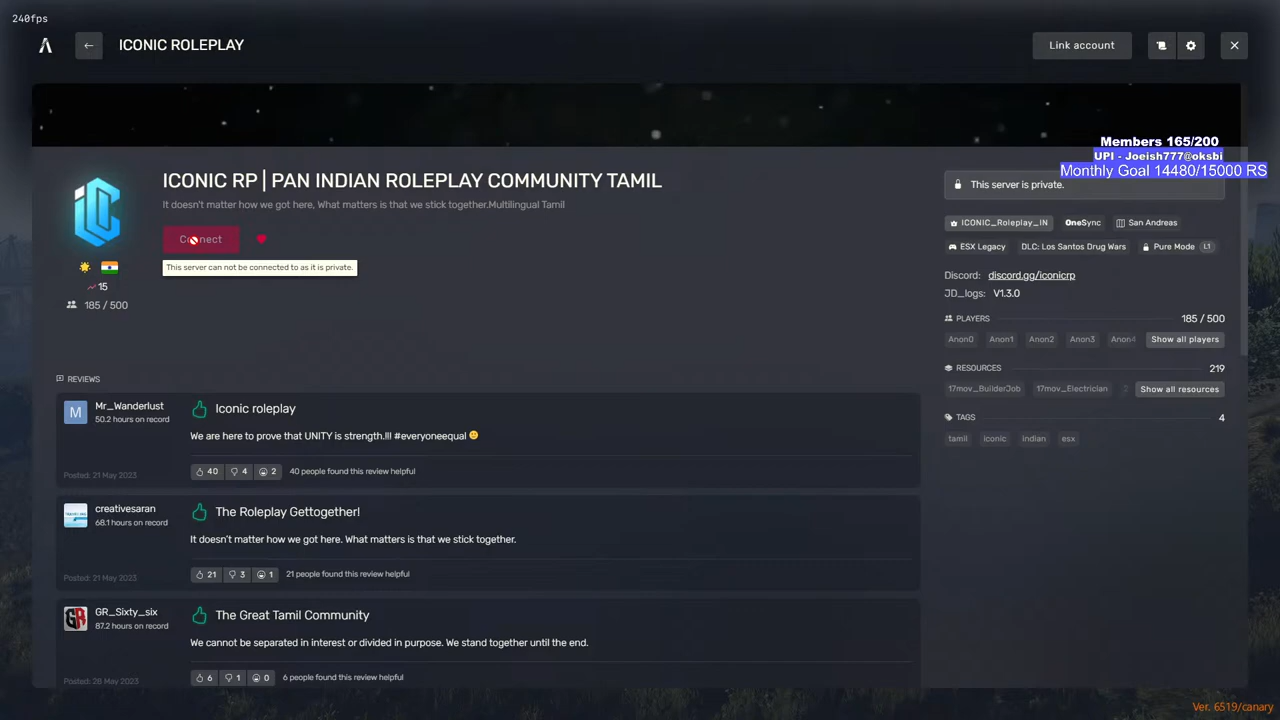 240fps
ICONIC ROLEPLAY
Link account
Members 165/200
UPI - Joeish777@oksbi
Monthly Goal 14480/15000 RS
ICONIC RP | PAN INDIAN ROLEPLAY COMMUNITY TAMIL
It doesn't matter how we got here, What matters is that we stick together.Multilingual Tamil
Connect
This server can not be connected to as it is private.
15
185 / 500
This server is private.
ICONIC_Roleplay_IN OneSync San Andreas
ESX Legacy DLC: Los Santos Drug Wars Pure Mode L1
Discord: discord.gg/iconicrp
JD_logs: V1.3.0
PLAYERS 185 / 500
Anon0 Anon1 Anon2 Anon3 Anon4 Show all players
RESOURCES 219
17mov_BuilderJob 17mov_Electrician Show all resources
TAGS 4
tamil iconic indian esx
REVIEWS
M
Mr_Wanderlust
50.2 hours on record
Posted: 21 May 2023
Iconic roleplay
We are here to prove that UNITY is strength.!!! #everyoneequal 🙂
40 4 2 40 people found this review helpful
creativesaran
68.1 hours on record
Posted: 21 May 2023
The Roleplay Gettogether!
It doesn't matter how we got here. What matters is that we stick together.
21 3 1 21 people found this review helpful
GR_Sixty_six
87.2 hours on record
Posted: 26 May 2023
The Great Tamil Community
We cannot be separated in interest or divided in purpose. We stand together until the end.
6 1 0 6 people found this review helpful
Ver. 6519/canary